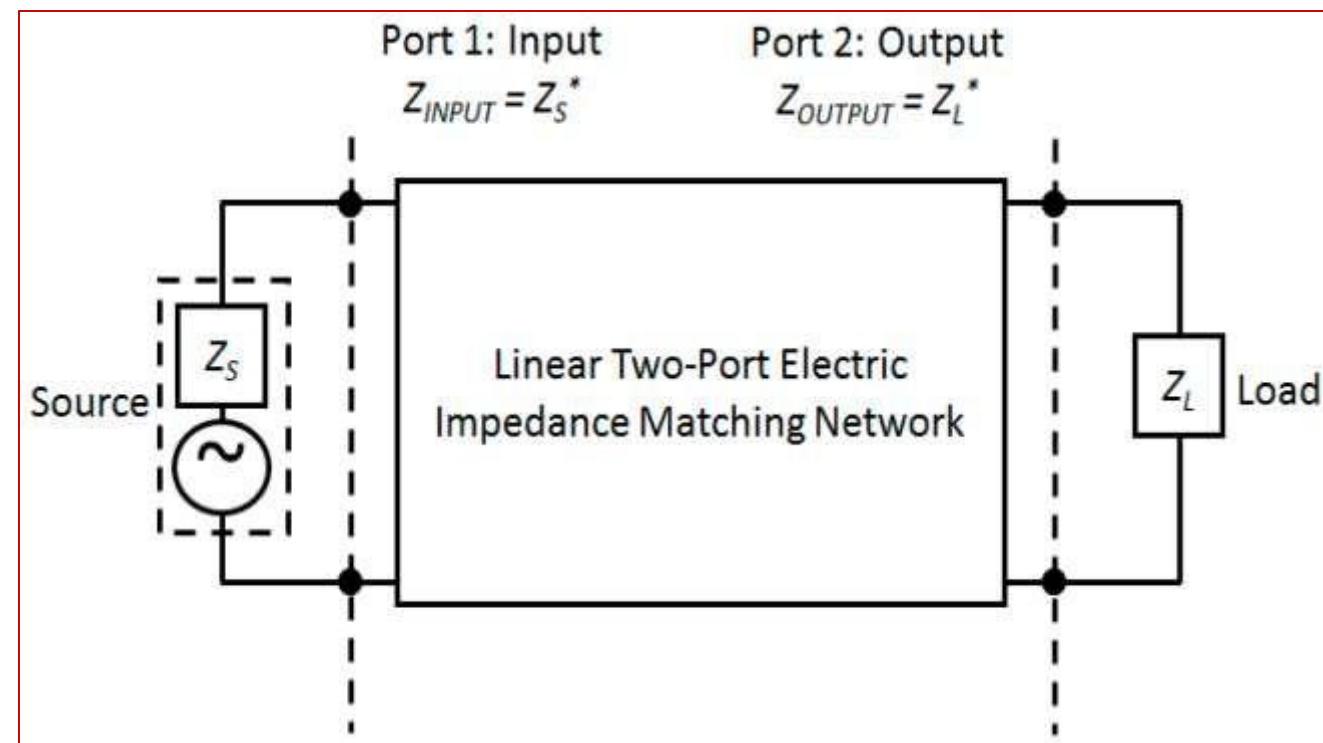 Port 1: Input
Z_INPUT = Z_S*
Port 2: Output
Z_OUTPUT = Z_L*
Source
Z_S
~
Linear Two-Port Electric
Impedance Matching Network
Z_L
Load